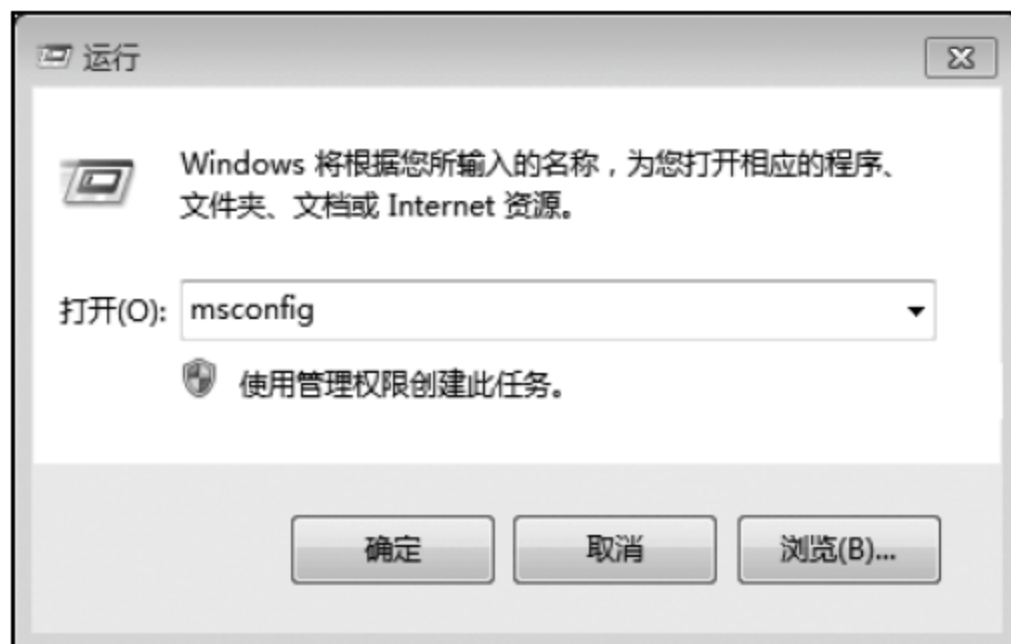 运行
Windows 将根据您所输入的名称，为您打开相应的程序、
文件夹、文档或 Internet 资源。
打开(O): msconfig
使用管理权限创建此任务。
确定 取消 浏览(B)...